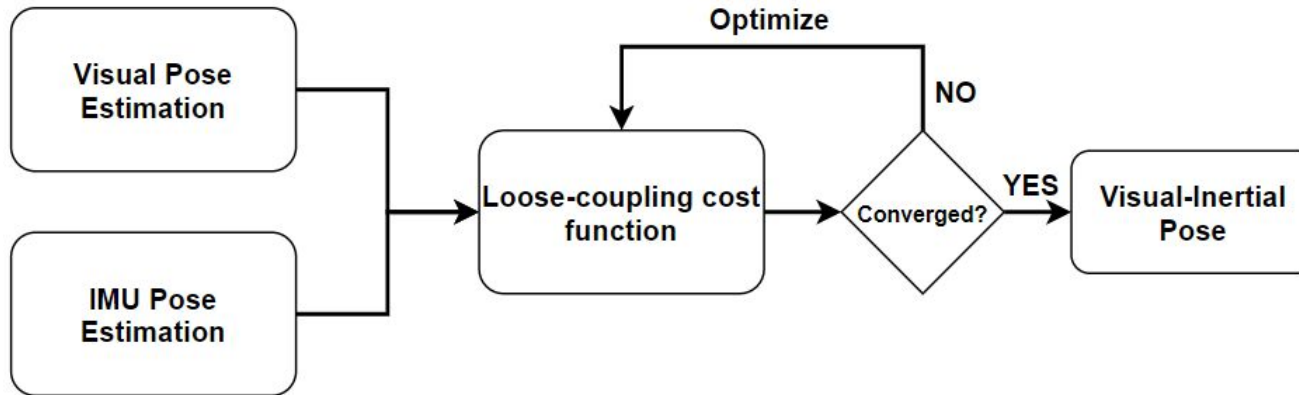 Optimize
Visual Pose
Estimation
NO
Loose-coupling cost
function
Converged?
YES
Visual-Inertial
Pose
IMU Pose
Estimation